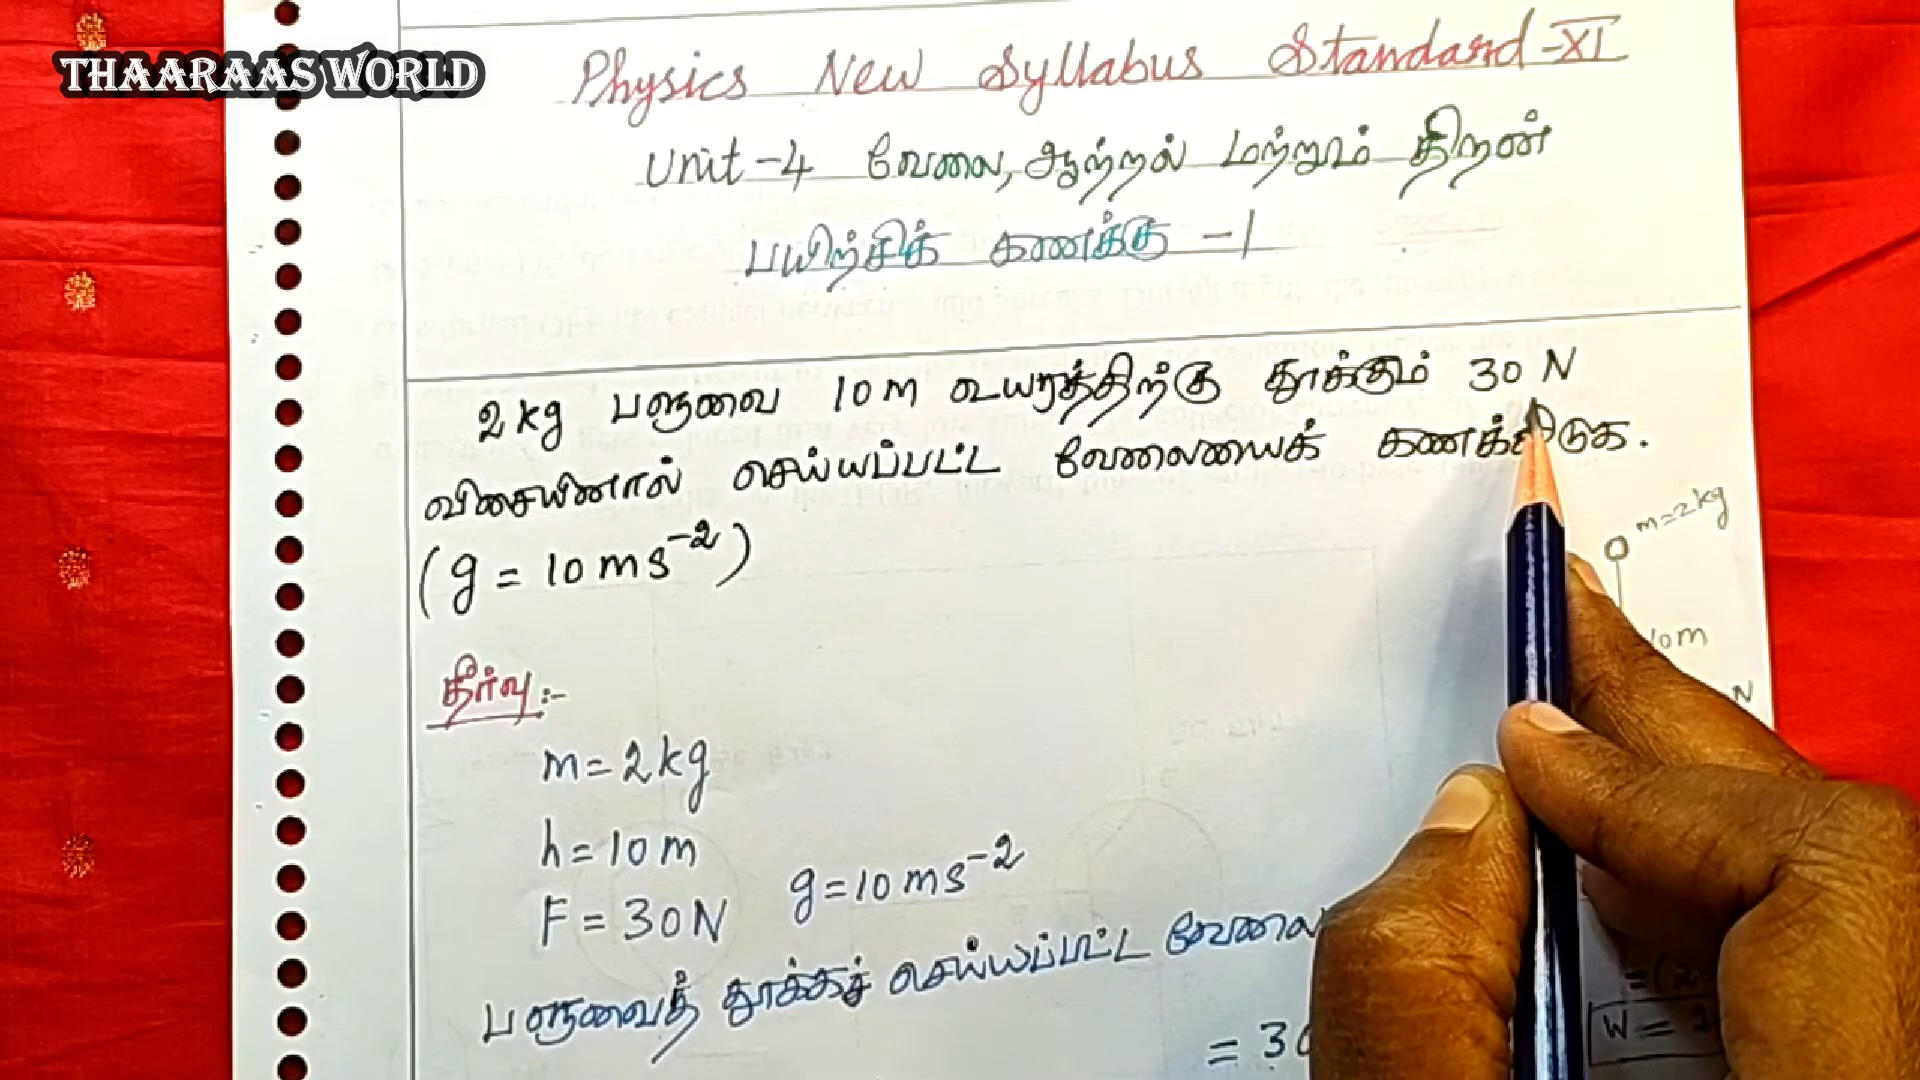 THAARAAS WORLD
Physics New Syllabus Standard-XI
Unit-4 வேலை, ஆற்றல் மற்றும் திறன்
பயிற்சிக் கணக்கு -1
2kg பளுவை 10m உயரத்திற்கு தூக்கும் 30 N
விசையினால் செய்யப்பட்ட வேலையைக் கணக்கிடுக.
(g = 10ms⁻²)
m=2kg
10m
N
தீர்வு:-
m=2kg
h=10m
F=30N g=10ms⁻²
பளுவைத் தூக்கச் செய்யப்பட்ட வேலை
= 30
W =